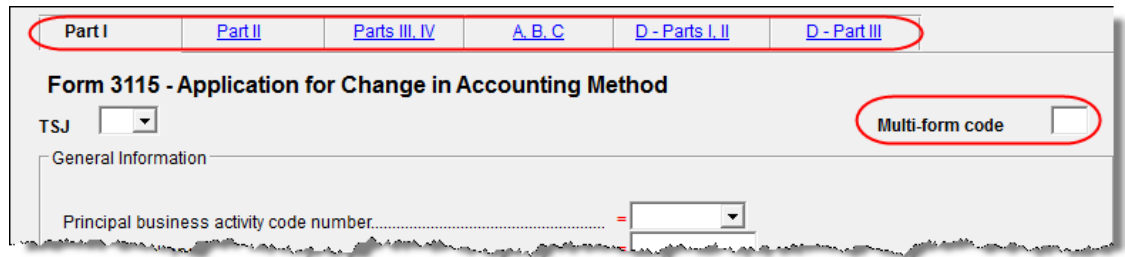 Part I Part II Parts III, IV A, B, C D - Parts I, II D - Part III
Form 3115 - Application for Change in Accounting Method
TSJ Multi-form code
General Information
Principal business activity code number.......................................................... =
=